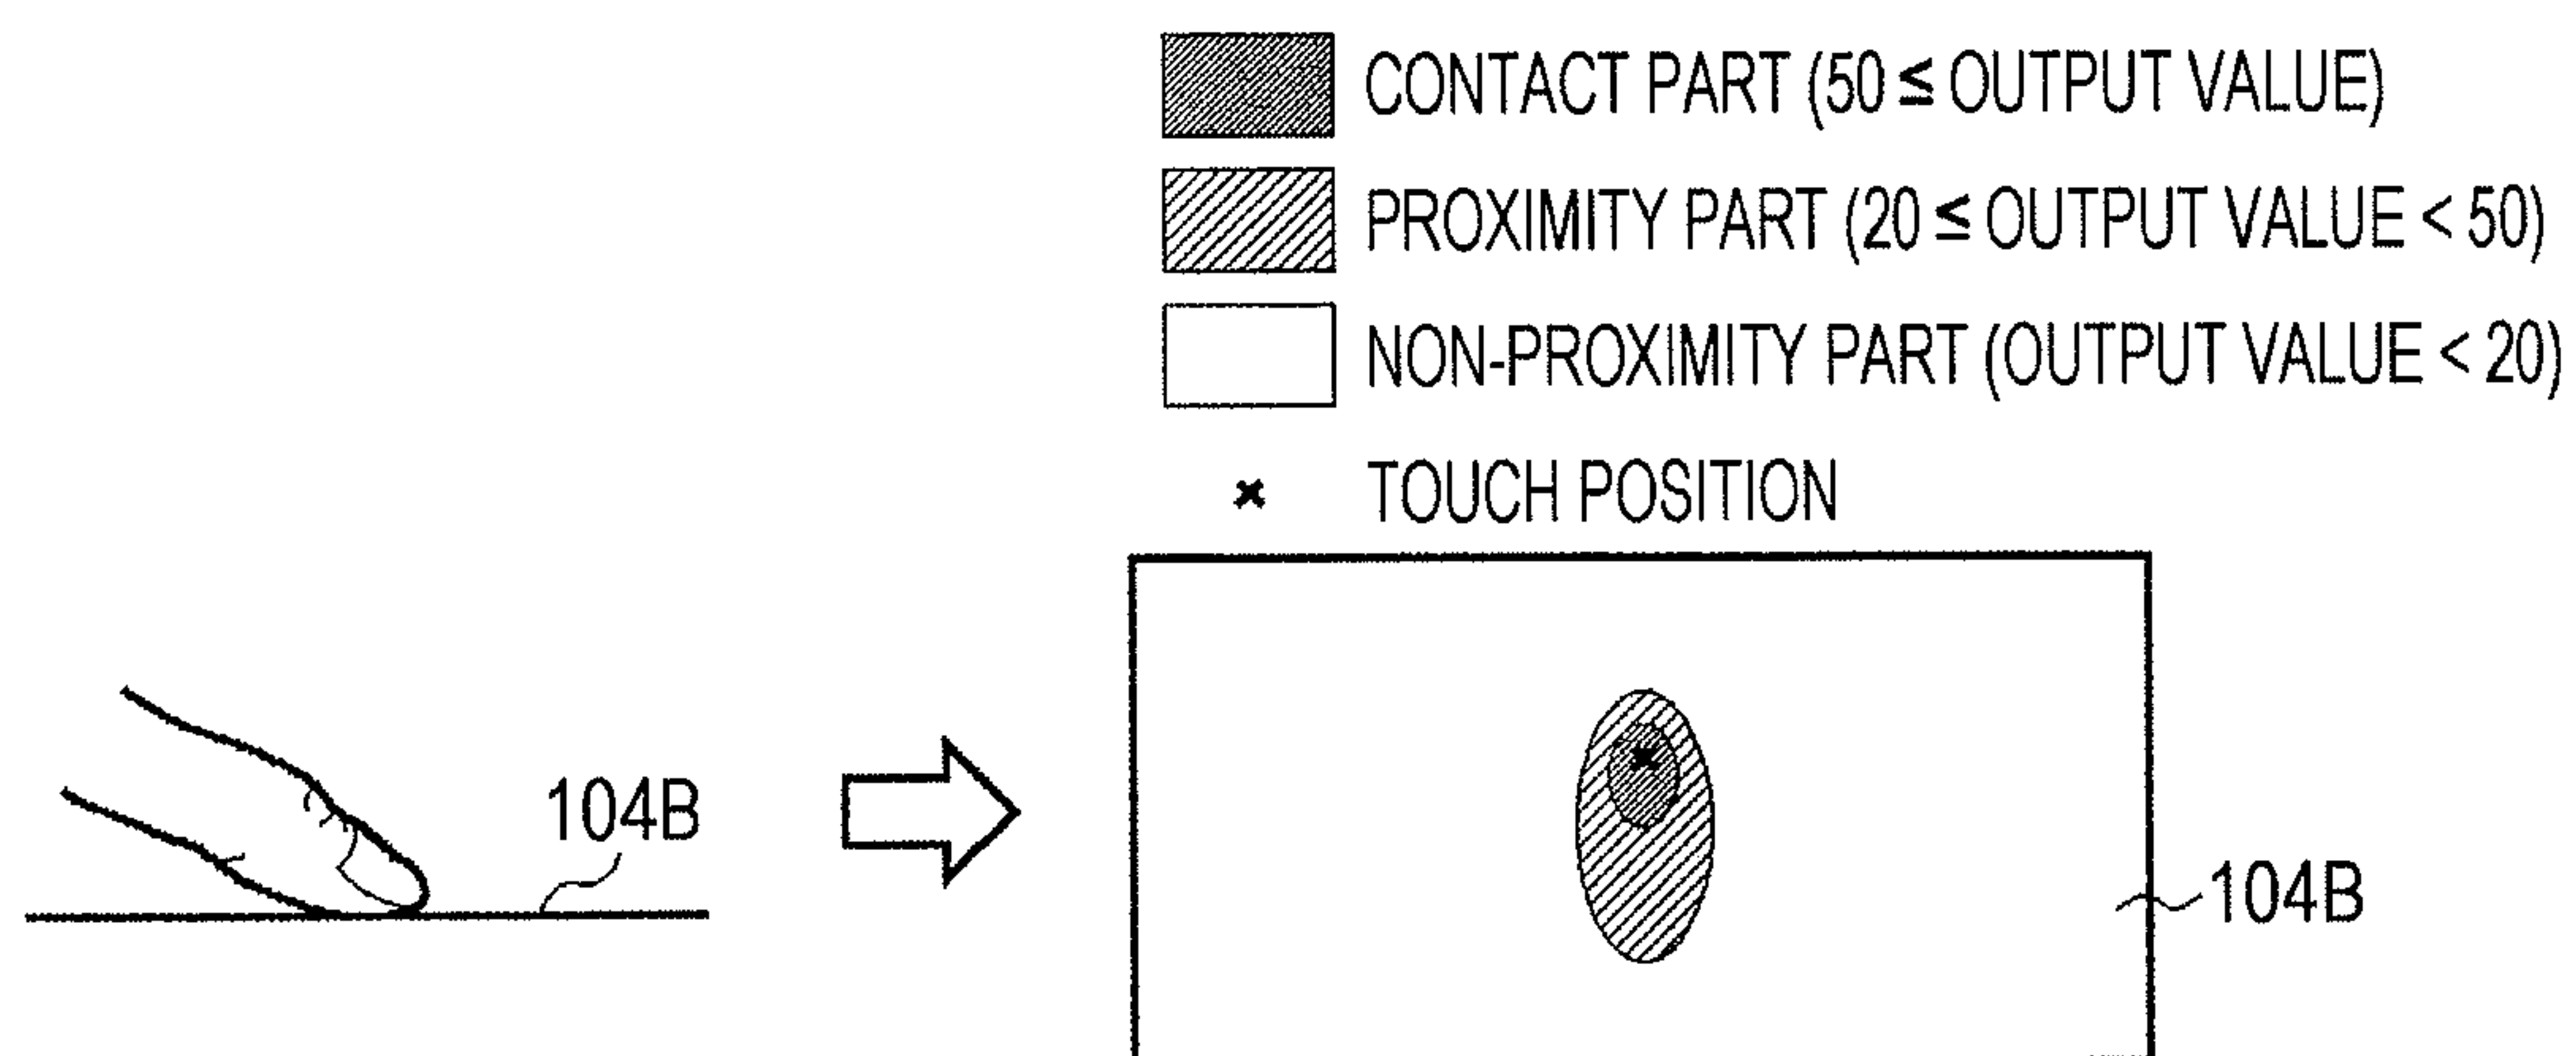 CONTACT PART (50 ≤ OUTPUT VALUE)
PROXIMITY PART (20 ≤ OUTPUT VALUE < 50)
NON-PROXIMITY PART (OUTPUT VALUE < 20)
TOUCH POSITION
104B
104B